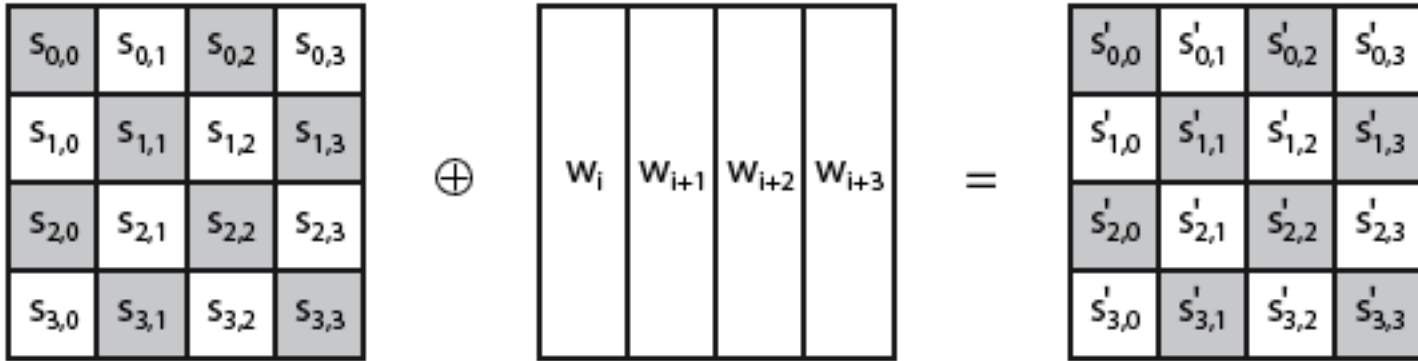 s0,0 s0,1 s0,2 s0,3 s'0,0 s'0,1 s'0,2 s'0,3
s1,0 s1,1 s1,2 s1,3 s'1,0 s'1,1 s'1,2 s'1,3
⊕ wi wi+1 wi+2 wi+3 =
s2,0 s2,1 s2,2 s2,3 s'2,0 s'2,1 s'2,2 s'2,3
s3,0 s3,1 s3,2 s3,3 s'3,0 s'3,1 s'3,2 s'3,3